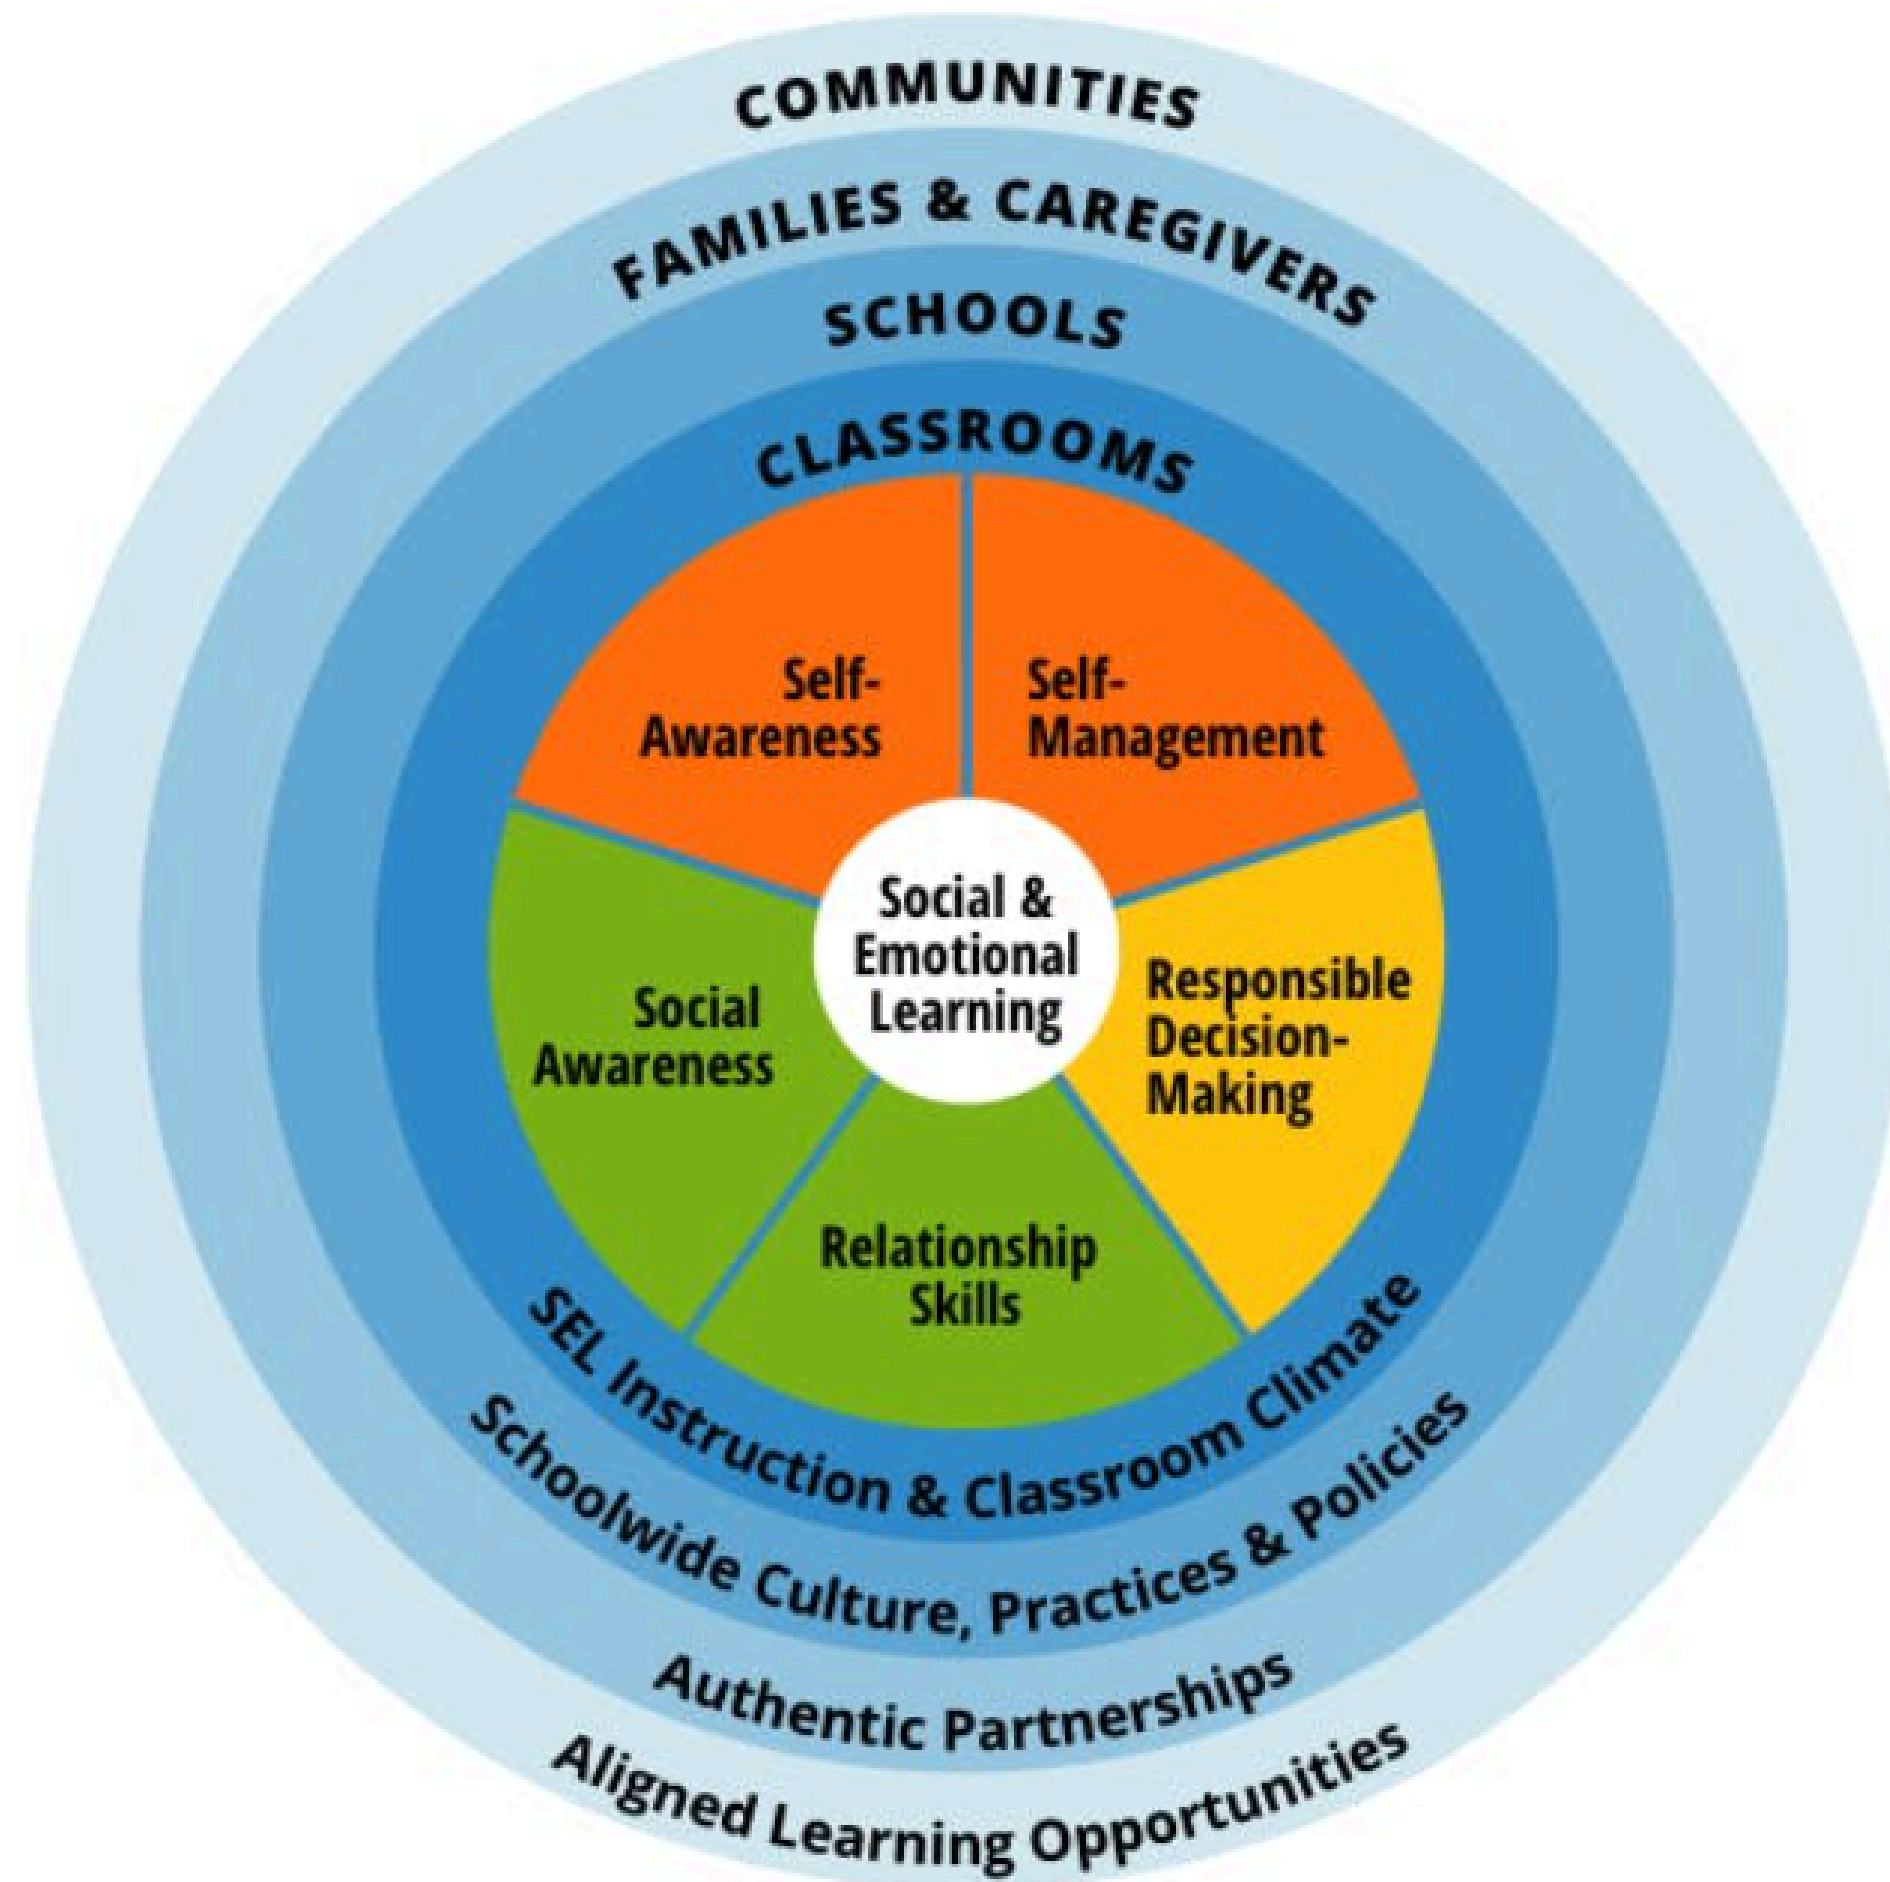 COMMUNITIES
FAMILIES & CAREGIVERS
SCHOOLS
CLASSROOMS
Self-
Awareness
Self-
Management
Social &
Emotional
Learning
Social
Awareness
Responsible
Decision-
Making
Relationship
Skills
SEL Instruction & Classroom Climate
Schoolwide Culture, Practices & Policies
Authentic Partnerships
Aligned Learning Opportunities